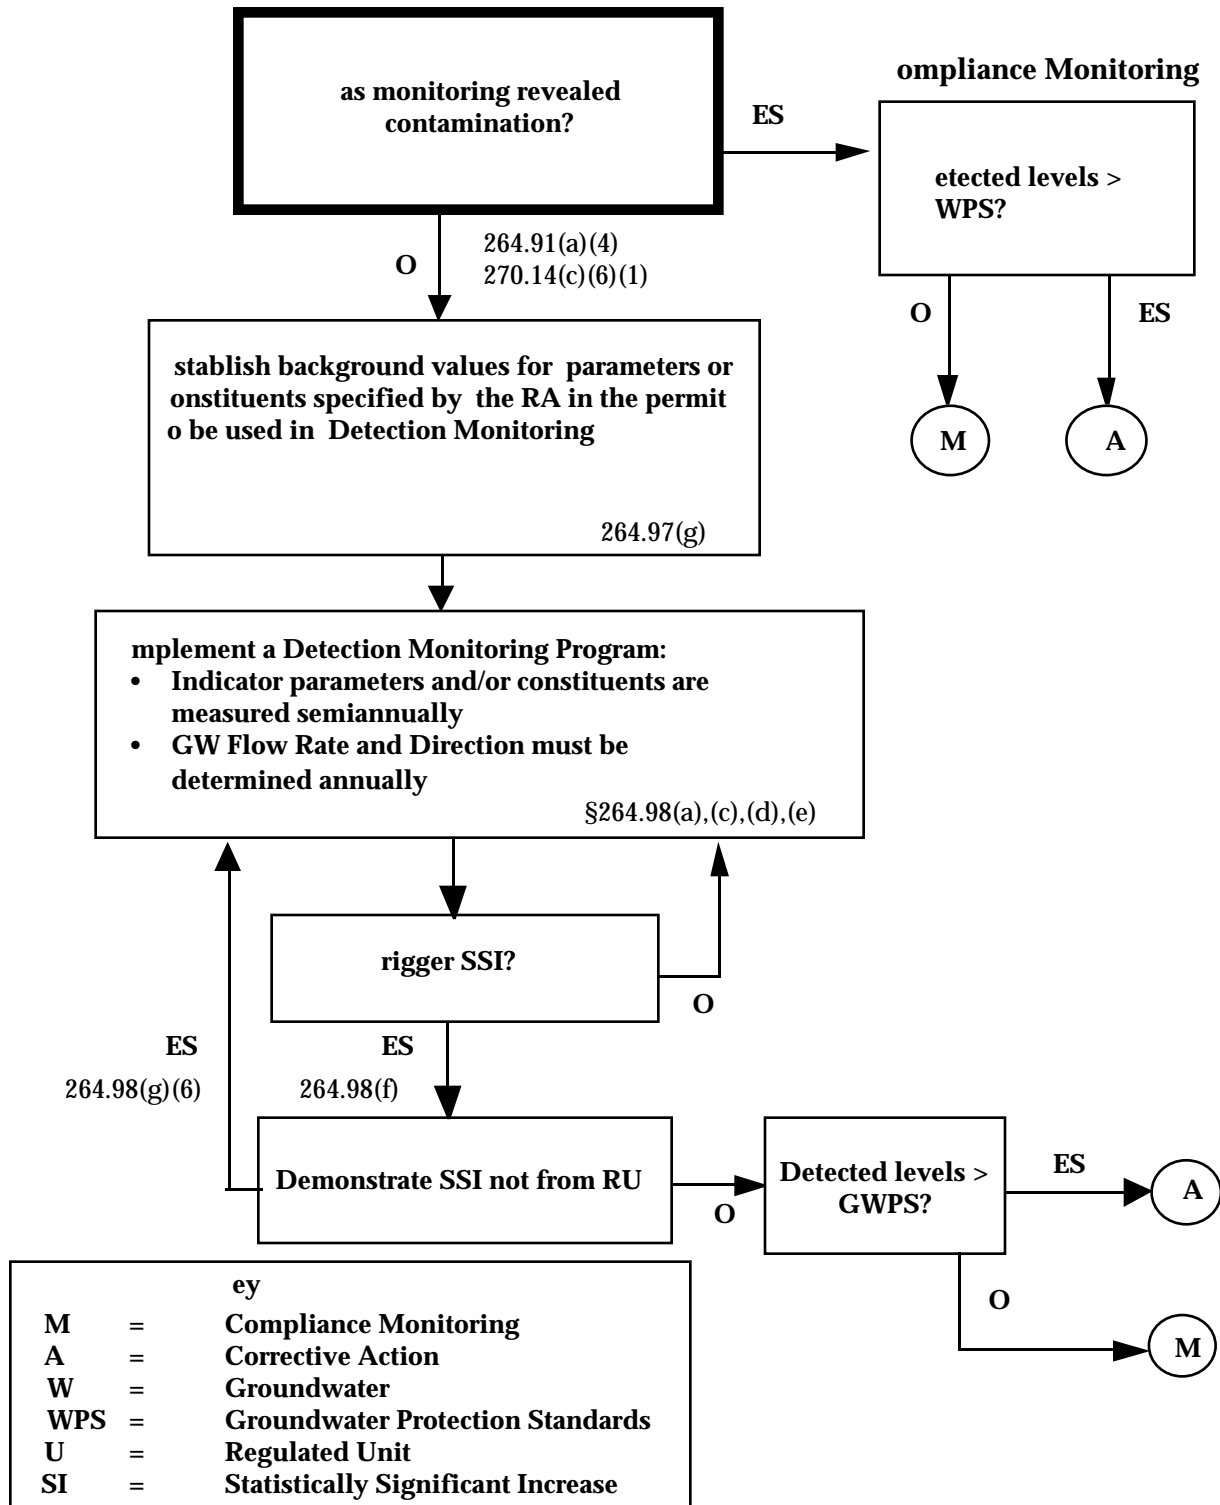 as monitoring revealed
contamination?
ES
ompliance Monitoring
etected levels >
WPS?
O
264.91(a)(4)
270.14(c)(6)(1)
O
ES
M
A
stablish background values for parameters or
onstituents specified by the RA in the permit
o be used in Detection Monitoring
264.97(g)
mplement a Detection Monitoring Program:
• Indicator parameters and/or constituents are
measured semiannually
• GW Flow Rate and Direction must be
determined annually
§264.98(a),(c),(d),(e)
rigger SSI?
O
ES
264.98(g)(6)
ES
264.98(f)
Demonstrate SSI not from RU
O
Detected levels >
GWPS?
ES
A
O
M
ey
M = Compliance Monitoring
A = Corrective Action
W = Groundwater
WPS = Groundwater Protection Standards
U = Regulated Unit
SI = Statistically Significant Increase